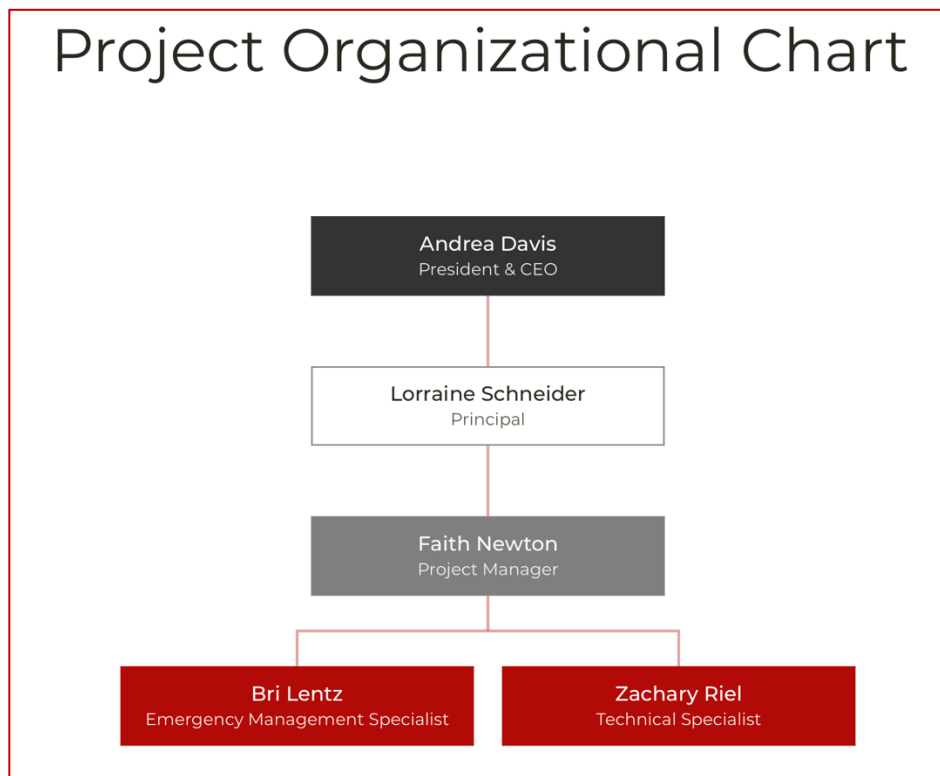 Project Organizational Chart
Andrea Davis
President & CEO
Lorraine Schneider
Principal
Faith Newton
Project Manager
Bri Lentz
Emergency Management Specialist
Zachary Riel
Technical Specialist